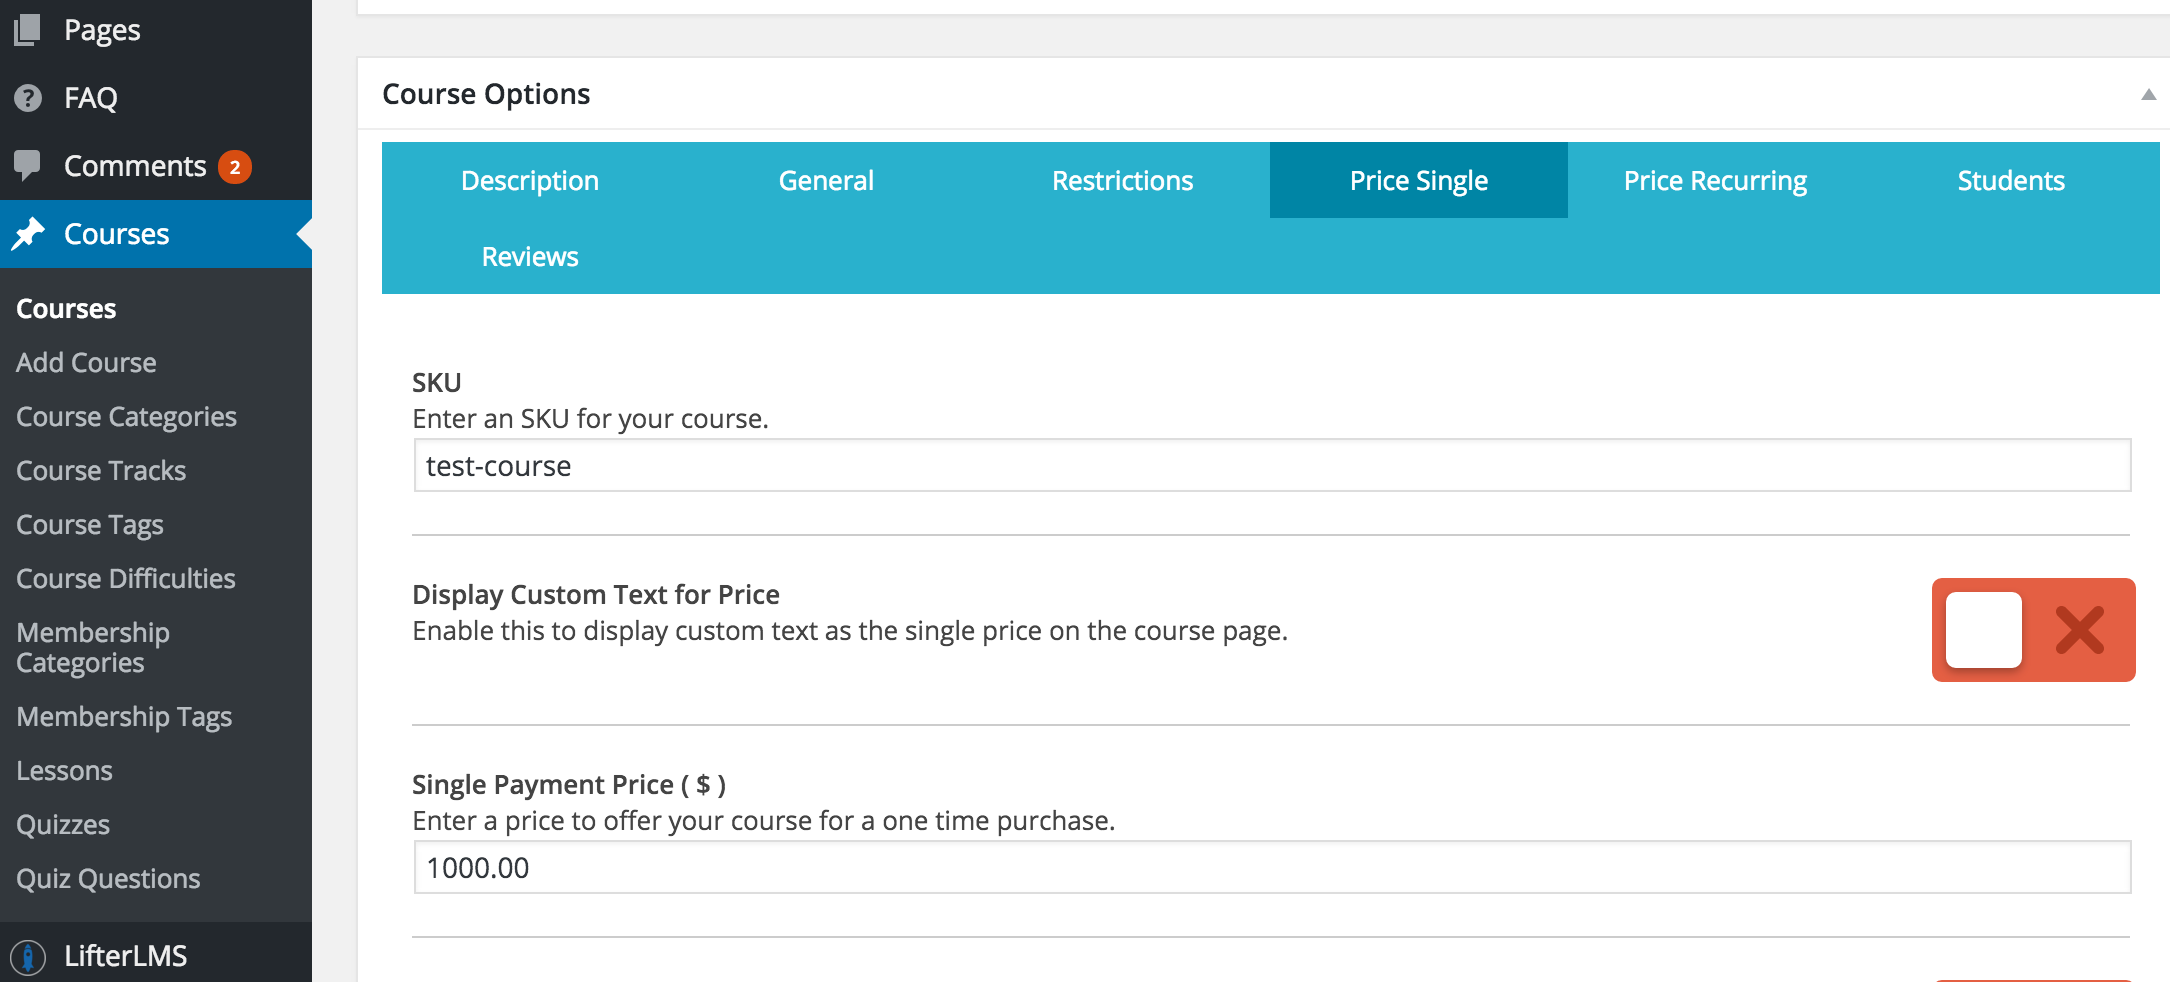 Pages
FAQ
Comments 2
Courses
Courses
Add Course
Course Categories
Course Tracks
Course Tags
Course Difficulties
Membership
Categories
Membership Tags
Lessons
Quizzes
Quiz Questions
LifterLMS
Course Options
Description General Restrictions Price Single Price Recurring Students
Reviews
SKU
Enter an SKU for your course.
test-course
Display Custom Text for Price
Enable this to display custom text as the single price on the course page.
Single Payment Price ( $ )
Enter a price to offer your course for a one time purchase.
1000.00